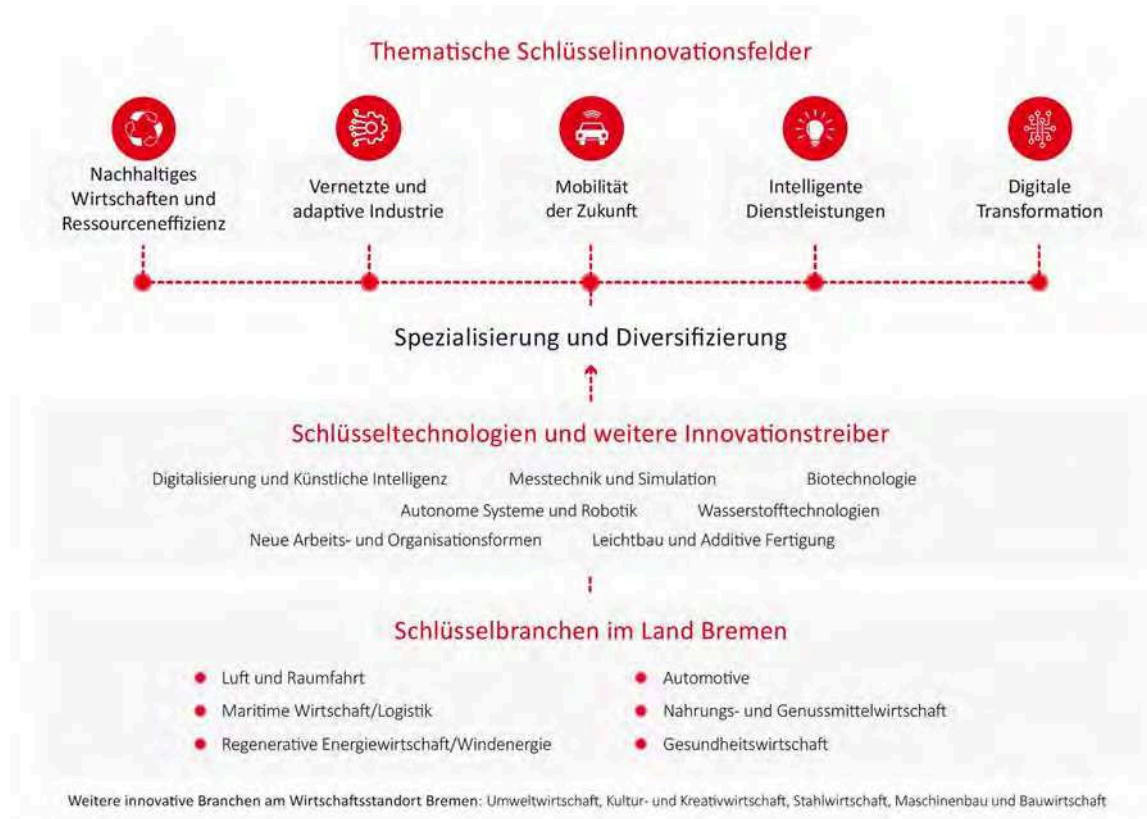 Thematische Schlüsselinnovationsfelder
Nachhaltiges
Wirtschaften und
Ressourceneffizienz
Vernetzte und
adaptive Industrie
Mobilität
der Zukunft
Intelligente
Dienstleistungen
Digitale
Transformation
Spezialisierung und Diversifizierung
Schlüsseltechnologien und weitere Innovationstreiber
Digitalisierung und Künstliche Intelligenz
Messtechnik und Simulation
Biotechnologie
Autonome Systeme und Robotik
Wasserstofftechnologien
Neue Arbeits- und Organisationsformen
Leichtbau und Additive Fertigung
Schlüsselbranchen im Land Bremen
Luft und Raumfahrt
Maritime Wirtschaft/Logistik
Regenerative Energiewirtschaft/Windenergie
Automotive
Nahrungs- und Genussmittelwirtschaft
Gesundheitswirtschaft
Weitere innovative Branchen am Wirtschaftsstandort Bremen: Umweltwirtschaft, Kultur- und Kreativwirtschaft, Stahlwirtschaft, Maschinenbau und Bauwirtschaft